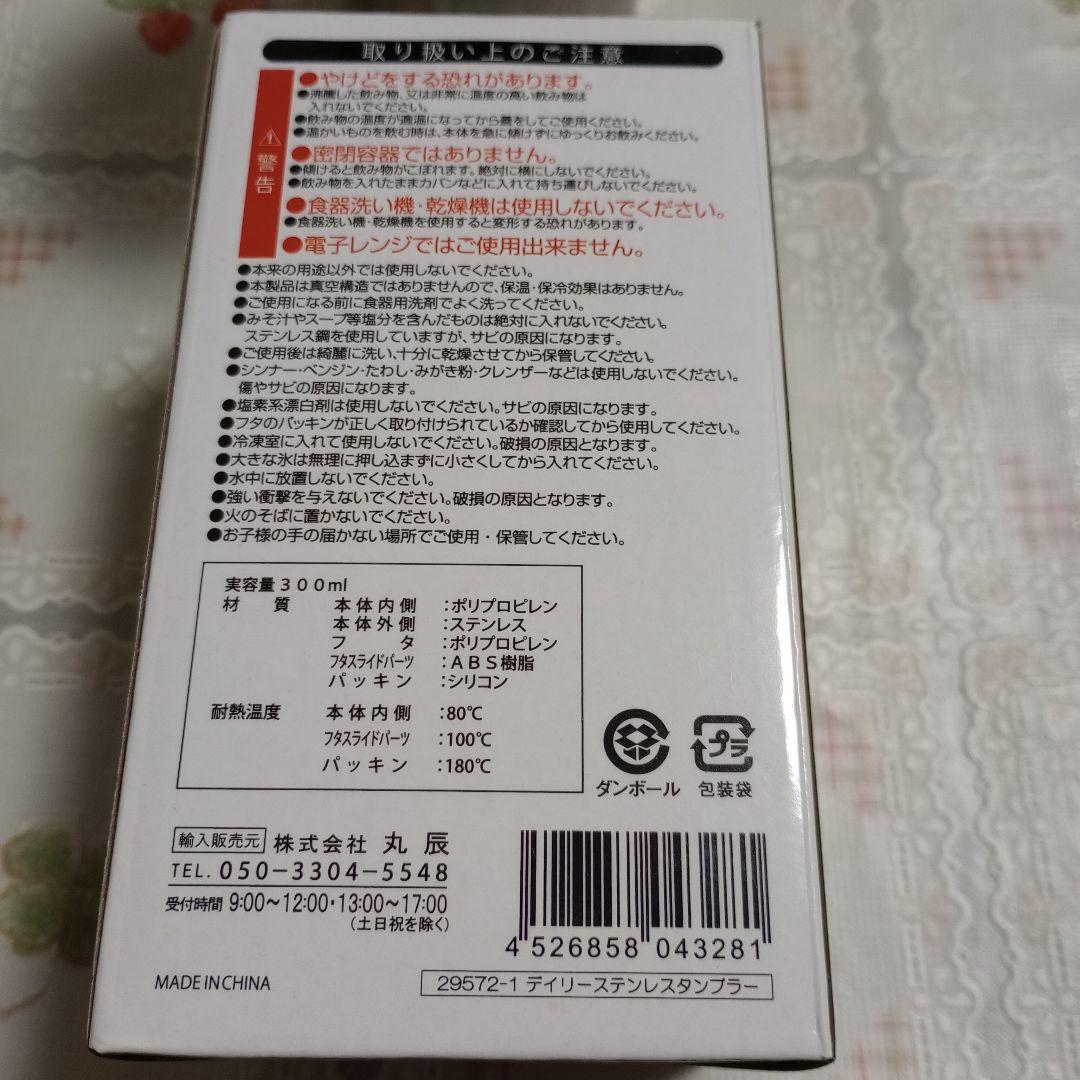 取り扱い上のご注意
⚠警告
●やけどをする恐れがあります。
●沸騰した飲み物、又は非常に温度の高い飲み物は
入れないでください。
●飲み物の温度が適温になってから蓋をしてご使用ください。
●温かいものを飲む時は、本体を急に傾けずにゆっくりお飲みください。
●密閉容器ではありません。
●傾けると飲み物がこぼれます。絶対に横にしないでください。
●飲み物を入れたままカバンなどに入れて持ち運びしないでください。
●食器洗い機・乾燥機は使用しないでください。
●食器洗い機・乾燥機を使用すると変形する恐れがあります。
●電子レンジではご使用出来ません。
●本来の用途以外では使用しないでください。
●本製品は真空構造ではありませんので、保温・保冷効果はありません。
●ご使用になる前に食器用洗剤でよく洗ってください。
●みそ汁やスープ等塩分を含んだものは絶対に入れないでください。
ステンレス鋼を使用していますが、サビの原因になります。
●ご使用後は綺麗に洗い、十分に乾燥させてから保管してください。
●シンナー・ベンジン・たわし・みがき粉・クレンザーなどは使用しないでください。
傷やサビの原因になります。
●塩素系漂白剤は使用しないでください。サビの原因になります。
●フタのパッキンが正しく取り付けられているか確認してから使用してください。
●冷凍室に入れて使用しないでください。破損の原因となります。
●大きな氷は無理に押し込まずに小さくしてから入れてください。
●水中に放置しないでください。
●強い衝撃を与えないでください。破損の原因となります。
●火のそばに置かないでください。
●お子様の手の届かない場所でご使用・保管してください。
実容量300ml
材質 本体内側 :ポリプロピレン
本体外側 :ステンレス
フタ :ポリプロピレン
フタスライドパーツ :ABS樹脂
パッキン :シリコン
耐熱温度 本体内側 :80℃
フタスライドパーツ :100℃
パッキン :180℃
プラ
ダンボール 包装袋
輸入販売元 株式会社 丸辰
TEL. 050-3304-5548
受付時間 9:00～12:00・13:00～17:00
(土日祝を除く)
4 526858 043281
MADE IN CHINA
29572-1 デイリーステンレスタンブラー